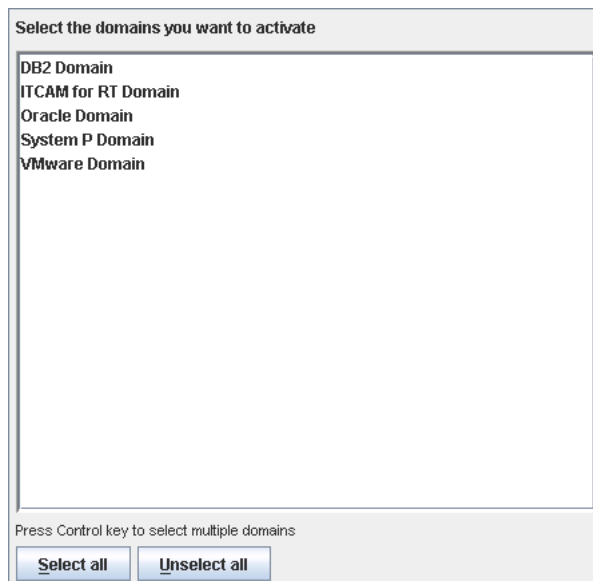 Select the domains you want to activate
DB2 Domain
ITCAM for RT Domain
Oracle Domain
System P Domain
VMware Domain
Press Control key to select multiple domains
Select all Unselect all